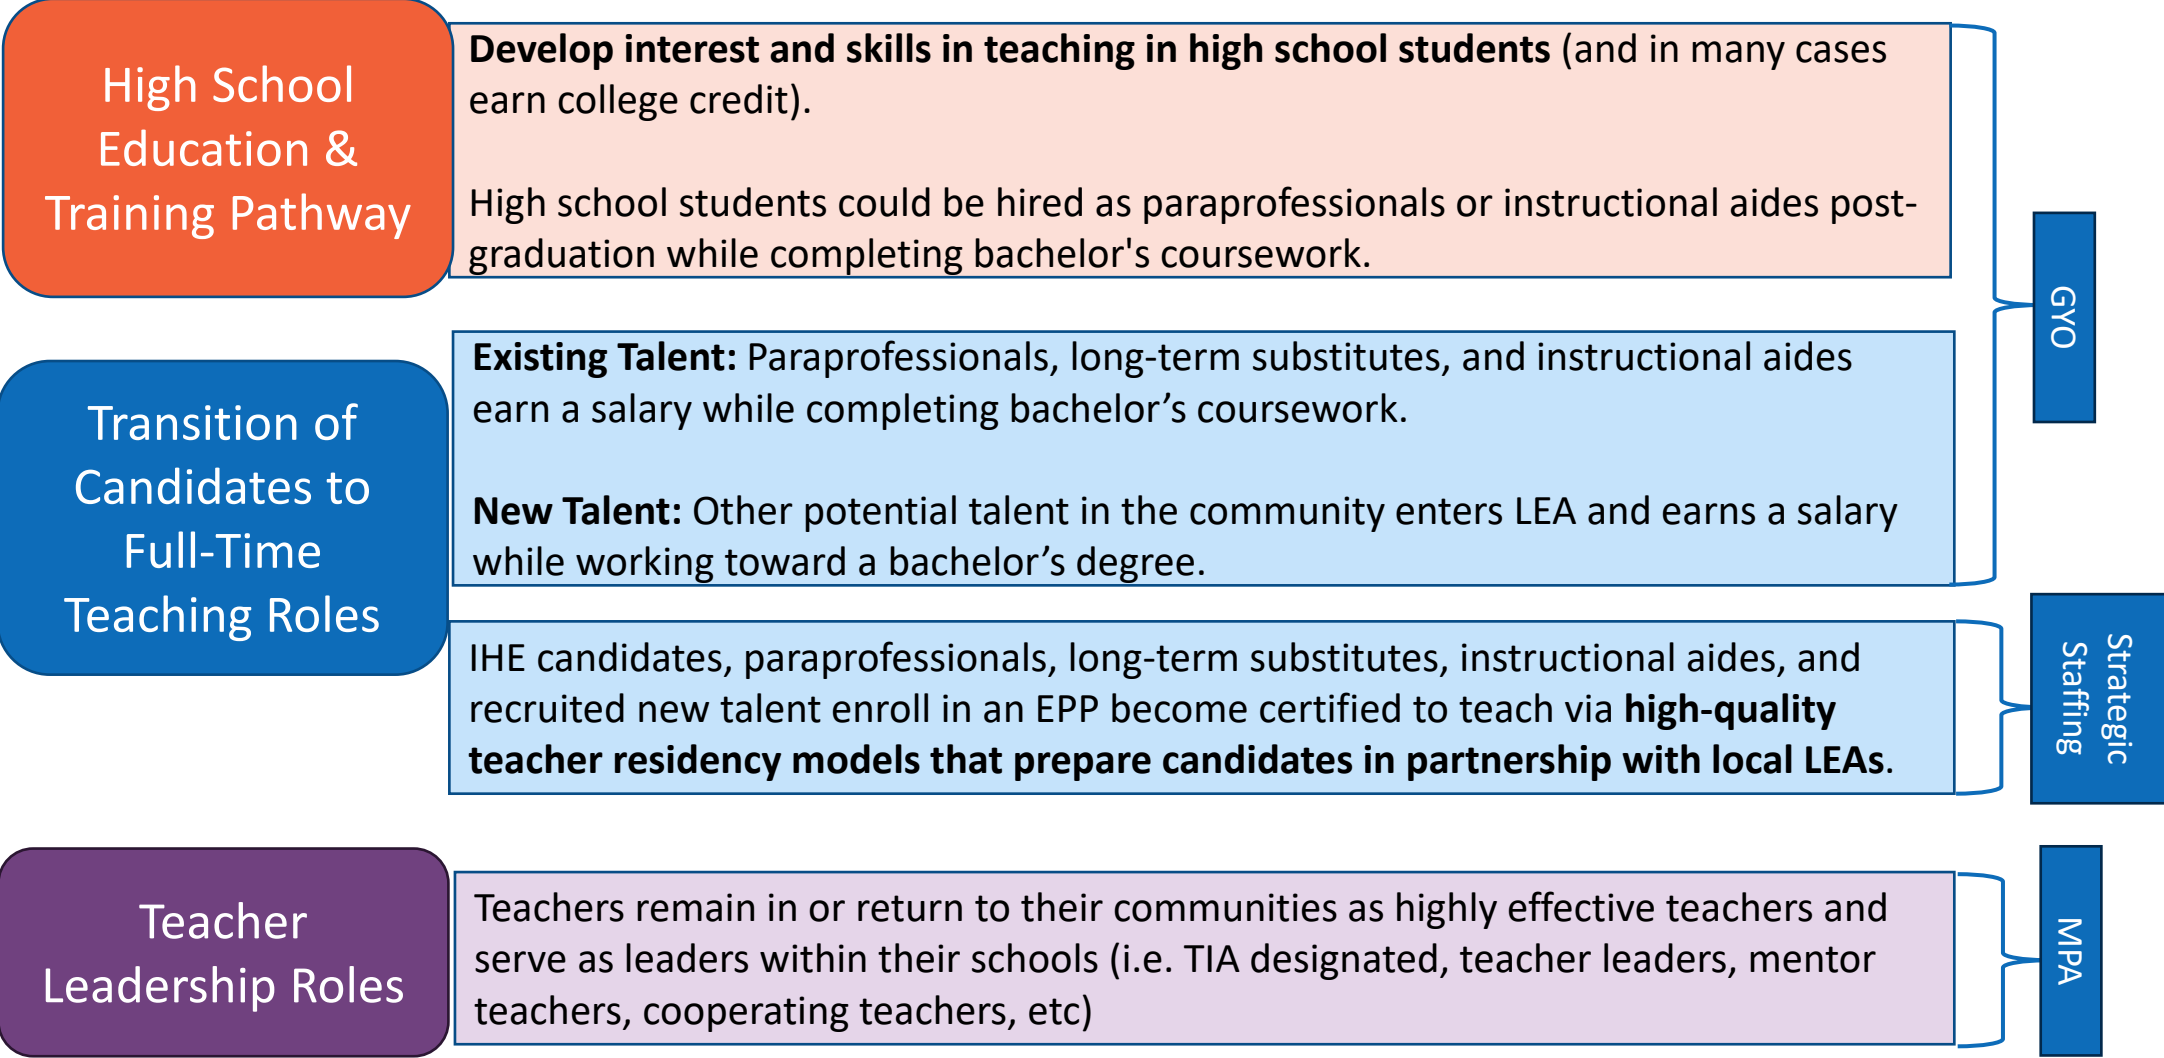 High School
Education &
Training Pathway
Develop interest and skills in teaching in high school students (and in many cases
earn college credit).
High school students could be hired as paraprofessionals or instructional aides post-
graduation while completing bachelor's coursework.
GYO
Transition of
Candidates to
Full-Time
Teaching Roles
Existing Talent: Paraprofessionals, long-term substitutes, and instructional aides
earn a salary while completing bachelor’s coursework.
New Talent: Other potential talent in the community enters LEA and earns a salary
while working toward a bachelor’s degree.
IHE candidates, paraprofessionals, long-term substitutes, instructional aides, and
recruited new talent enroll in an EPP become certified to teach via high-quality
teacher residency models that prepare candidates in partnership with local LEAs.
Strategic
Staffing
Teacher
Leadership Roles
Teachers remain in or return to their communities as highly effective teachers and
serve as leaders within their schools (i.e. TIA designated, teacher leaders, mentor
teachers, cooperating teachers, etc)
MPA